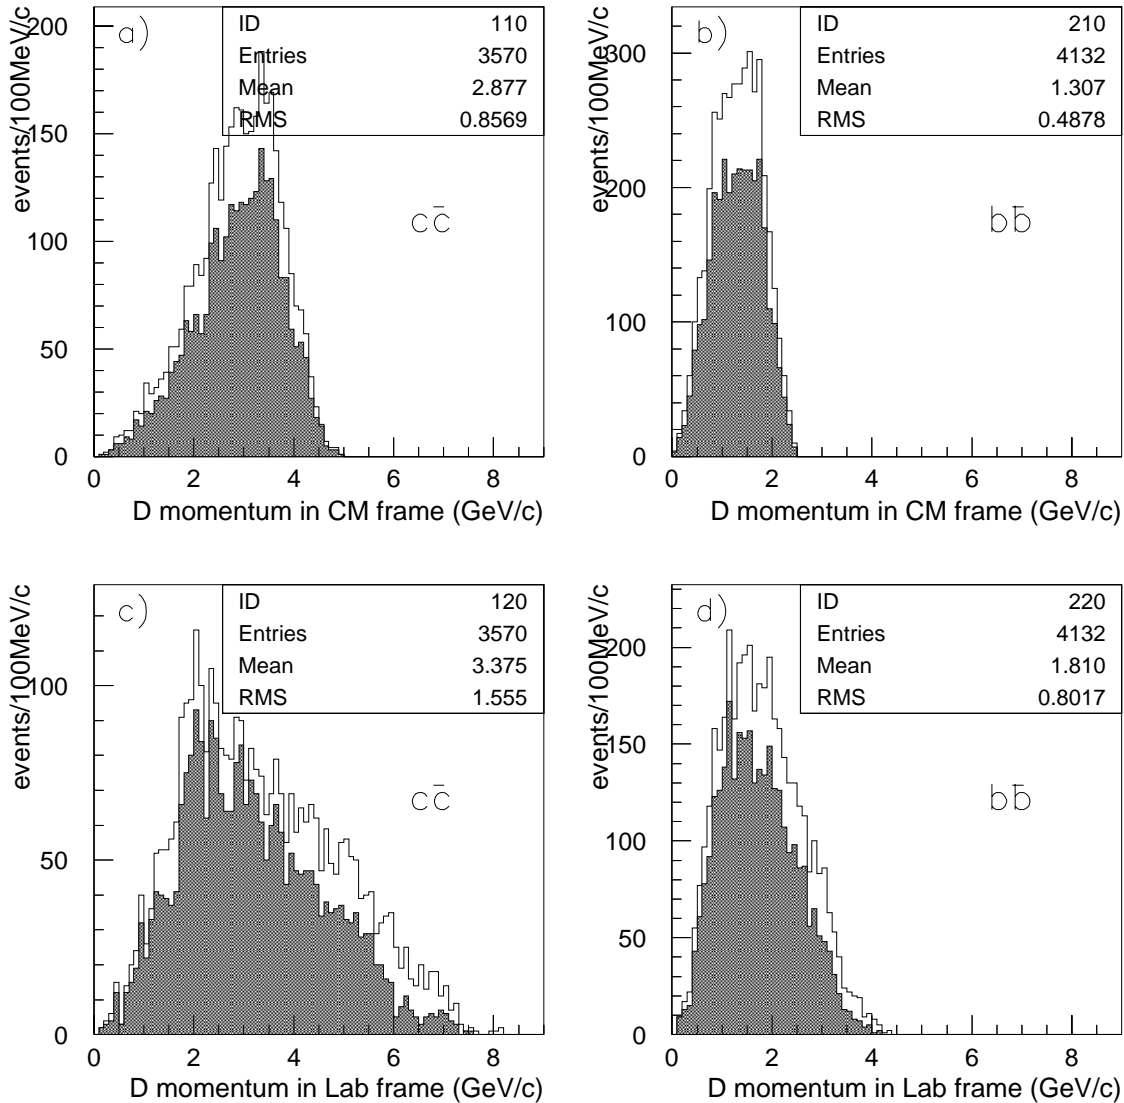 a)
ID 110
Entries 3570
Mean 2.877
RMS 0.8569
cc̄
events/100MeV/c
200
150
100
50
0
0 2 4 6 8
D momentum in CM frame (GeV/c)
b)
ID 210
Entries 4132
Mean 1.307
RMS 0.4878
bb̄
events/100MeV/c
300
200
100
0
0 2 4 6 8
D momentum in CM frame (GeV/c)
c)
ID 120
Entries 3570
Mean 3.375
RMS 1.555
cc̄
events/100MeV/c
100
50
0
0 2 4 6 8
D momentum in Lab frame (GeV/c)
d)
ID 220
Entries 4132
Mean 1.810
RMS 0.8017
bb̄
events/100MeV/c
200
150
100
50
0
0 2 4 6 8
D momentum in Lab frame (GeV/c)